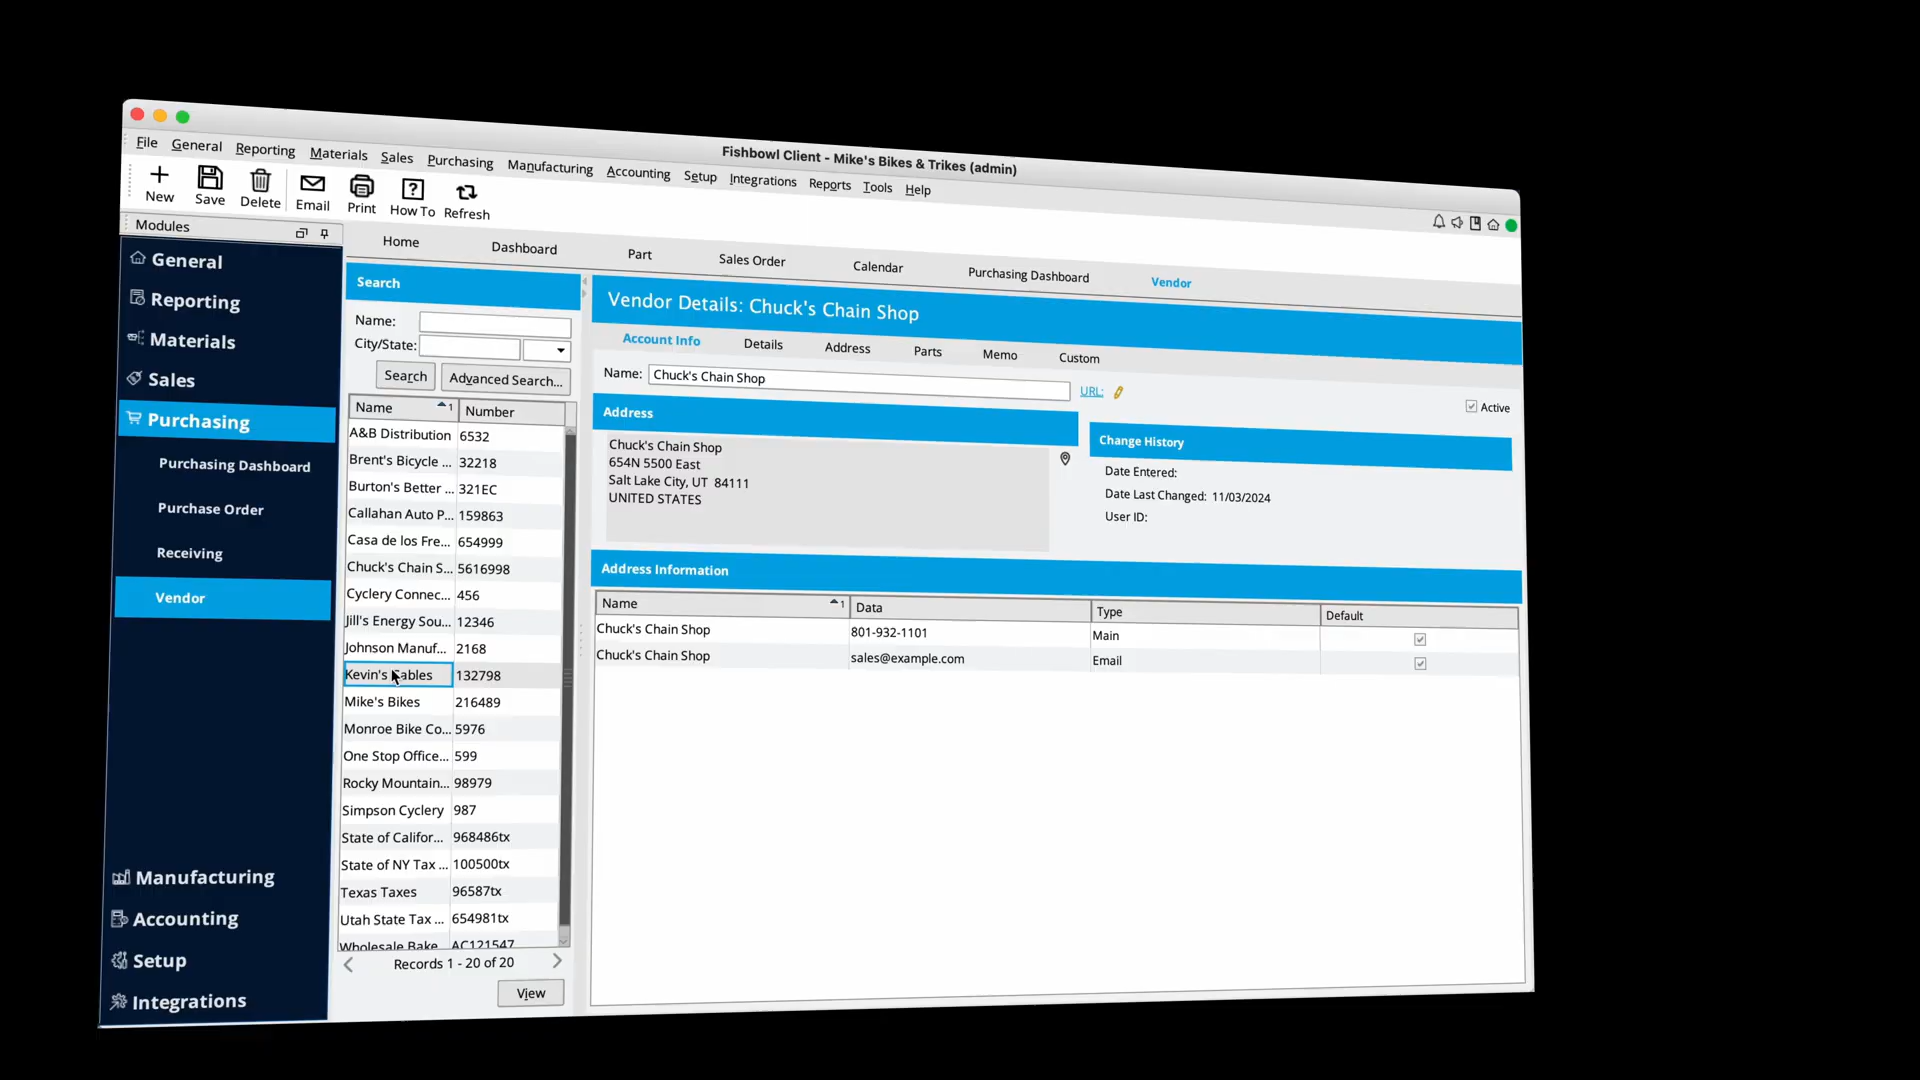 Fishbowl Client - Mike's Bikes & Trikes (admin)
File General Reporting Materials Sales Purchasing Manufacturing Accounting Setup Integrations Reports Tools Help
New Save Delete Email Print How To Refresh
Modules
General
Reporting
Materials
Sales
Purchasing
Purchasing Dashboard
Purchase Order
Receiving
Vendor
Manufacturing
Accounting
Setup
Integrations
Home Dashboard Part Sales Order Calendar Purchasing Dashboard Vendor
Search
Name:
City/State:
Search Advanced Search...
Name 1 Number
A&B Distribution 6532
Brent's Bicycle ... 32218
Burton's Better ... 321EC
Callahan Auto P... 159863
Casa de los Fre... 654999
Chuck's Chain S... 5616998
Cyclery Connec... 456
Jill's Energy Sou... 12346
Johnson Manuf... 2168
Kevin's Cables 132798
Mike's Bikes 216489
Monroe Bike Co... 5976
One Stop Office... 599
Rocky Mountain... 98979
Simpson Cyclery 987
State of Califor... 968486tx
State of NY Tax ... 100500tx
Texas Taxes 96587tx
Utah State Tax ... 654981tx
Wholesale Bake AC121547
Records 1 - 20 of 20
View
Vendor Details: Chuck's Chain Shop
Account Info Details Address Parts Memo Custom
Name: Chuck's Chain Shop URL:
Active
Address
Chuck's Chain Shop
654N 5500 East
Salt Lake City, UT 84111
UNITED STATES
Change History
Date Entered:
Date Last Changed: 11/03/2024
User ID:
Address Information
Name 1 Data Type Default
Chuck's Chain Shop 801-932-1101 Main
Chuck's Chain Shop sales@example.com Email